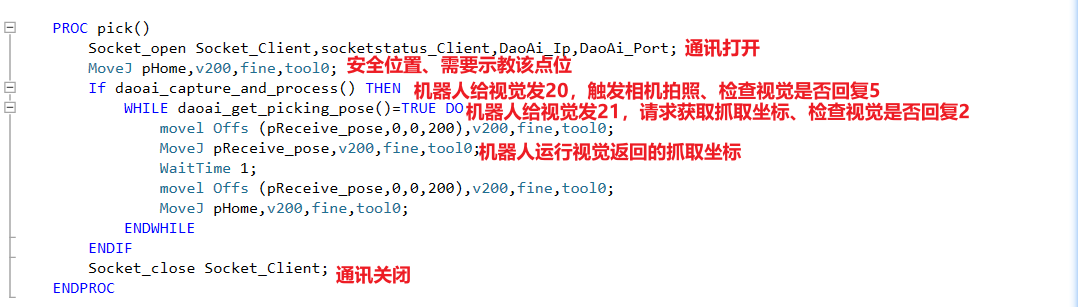 PROC pick()
Socket_open Socket_Client,socketstatus_Client,DaoAi_Ip,DaoAi_Port; 通讯打开
MoveJ pHome,v200,fine,tool0; 安全位置、需要示教该点位
If daoai_capture_and_process() THEN 机器人给视觉发20，触发相机拍照、检查视觉是否回复5
WHILE daoai_get_picking_pose()=TRUE DO 机器人给视觉发21，请求获取抓取坐标、检查视觉是否回复2
movel Offs (pReceive_pose,0,0,200),v200,fine,tool0;
MoveJ pReceive_pose,v200,fine,tool0; 机器人运行视觉返回的抓取坐标
WaitTime 1;
movel Offs (pReceive_pose,0,0,200),v200,fine,tool0;
MoveJ pHome,v200,fine,tool0;
ENDWHILE
ENDIF
Socket_close Socket_Client; 通讯关闭
ENDPROC